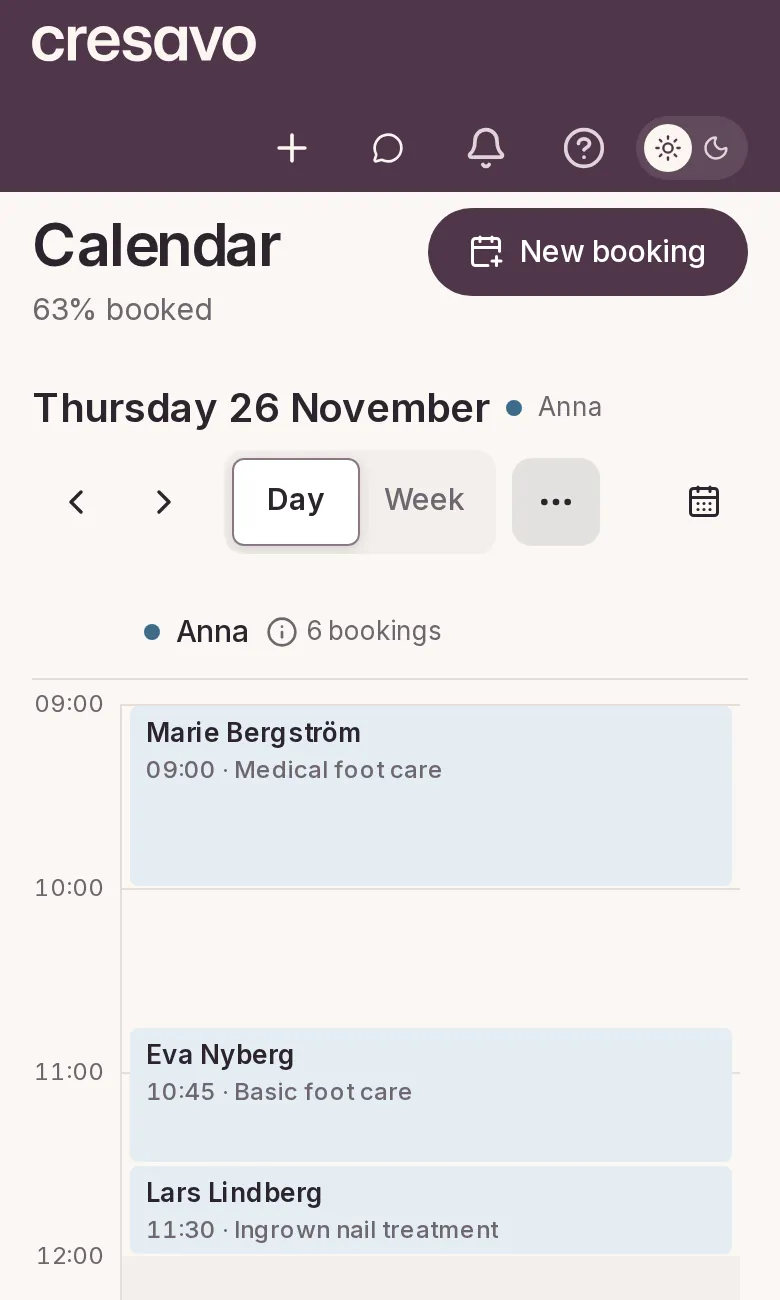 cresavo
Calendar
New booking
63% booked
Thursday 26 November
Anna
Day
Week
Anna
6 bookings
09:00
Marie Bergström
09:00 · Medical foot care
10:00
Eva Nyberg
11:00
10:45 · Basic foot care
Lars Lindberg
11:30 · Ingrown nail treatment
12:00